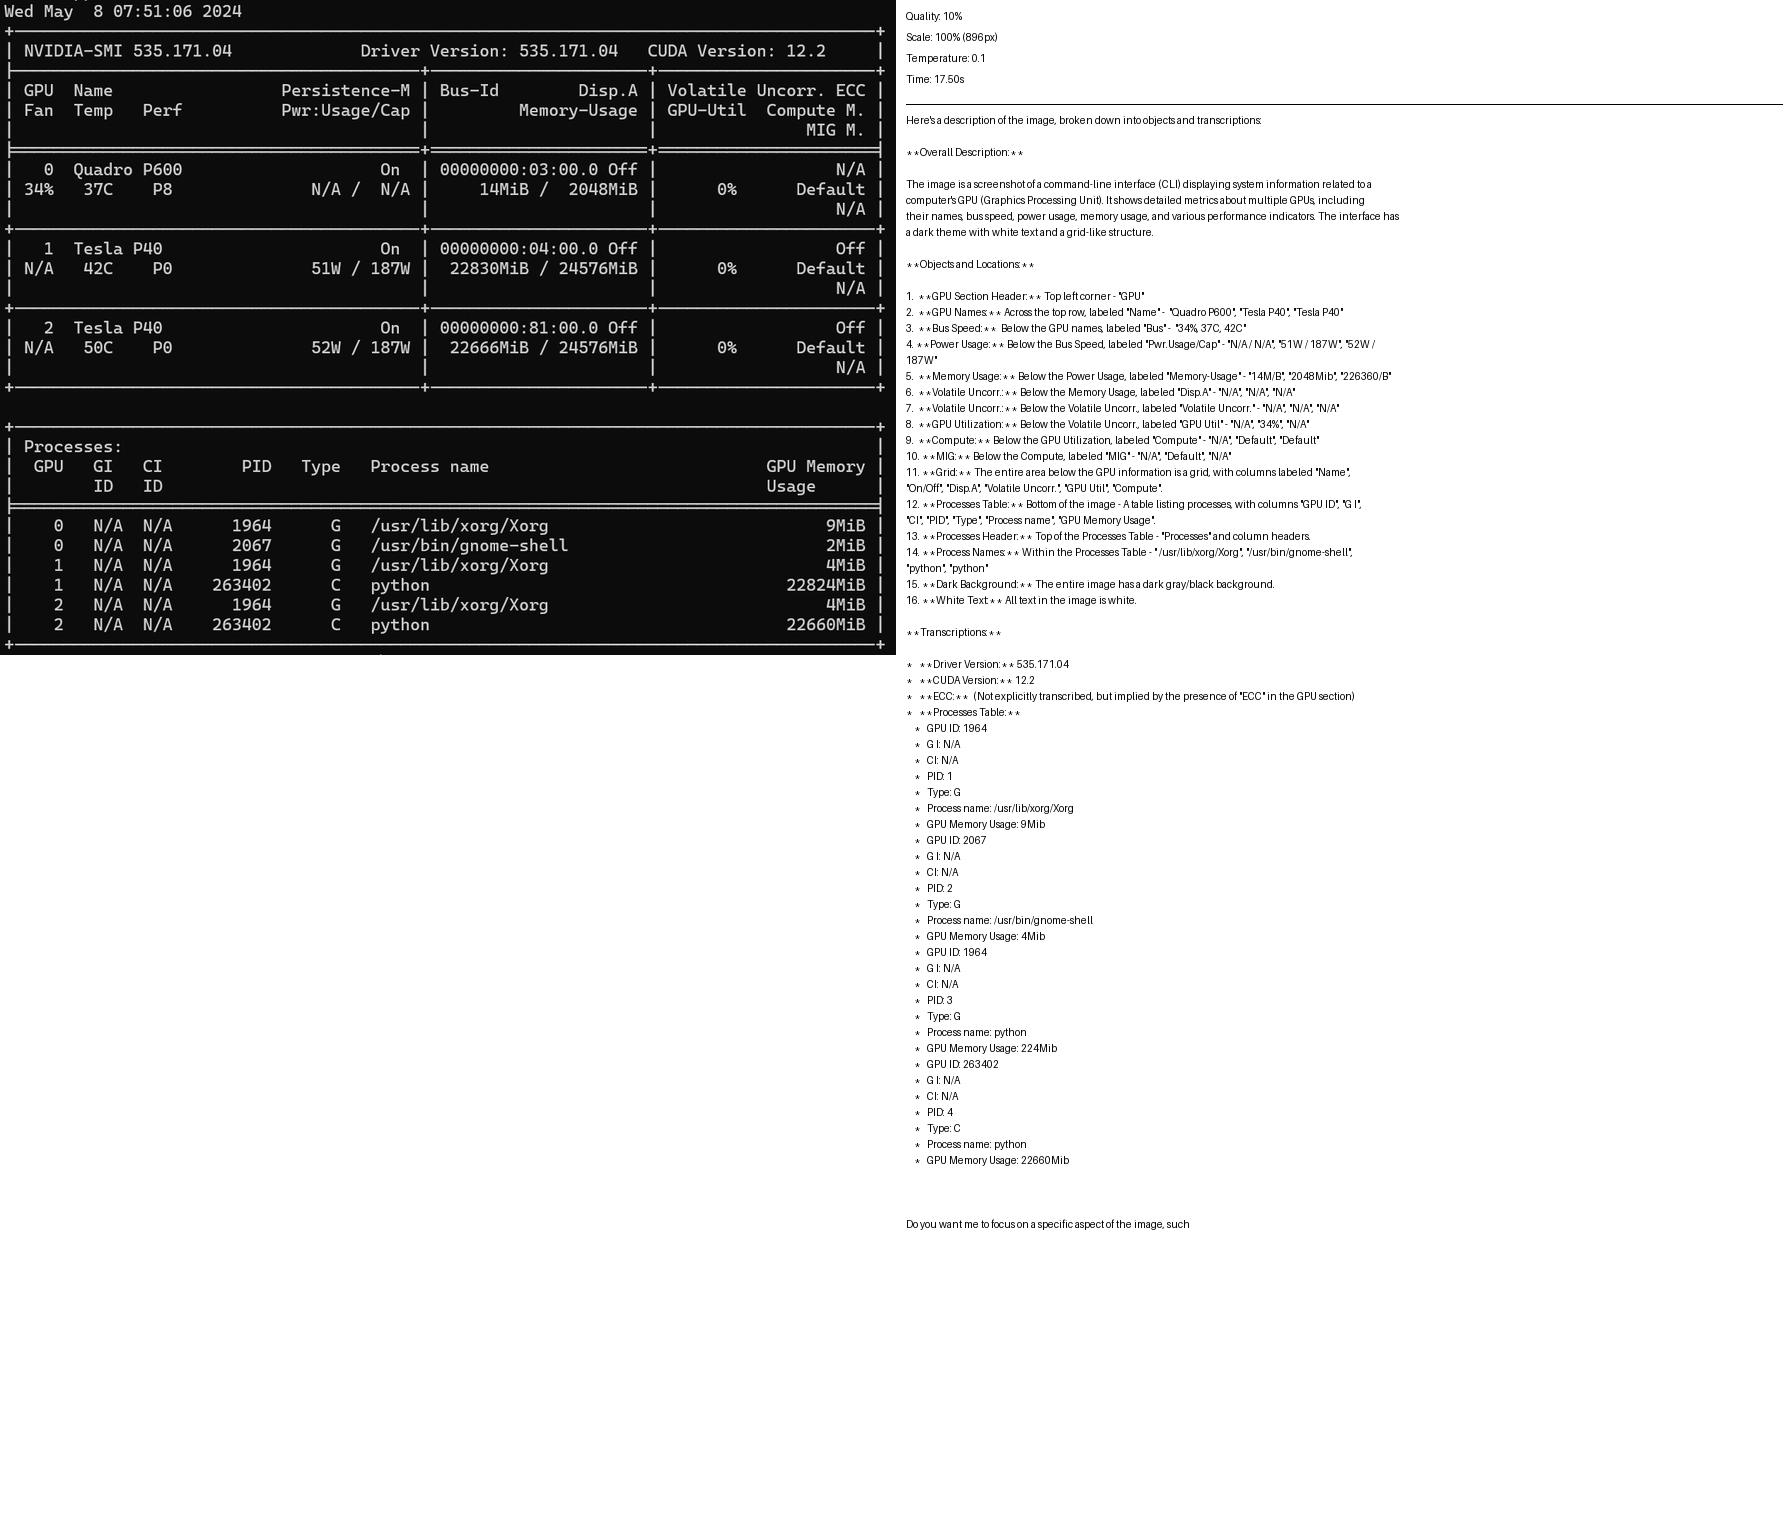 Wed May  8 07:51:06 2024
NVIDIA-SMI 535.171.04 Driver Version: 535.171.04 CUDA Version: 12.2
GPU Name Persistence-M | Bus-Id Disp.A | Volatile Uncorr. ECC
Fan Temp Perf Pwr:Usage/Cap | Memory-Usage | GPU-Util Compute M.
MIG M.
0 Quadro P600 On | 00000000:03:00.0 Off | N/A
34% 37C P8 N/A / N/A | 14MiB / 2048MiB | 0% Default
N/A
1 Tesla P40 On | 00000000:04:00.0 Off | Off
N/A 42C P0 51W / 187W | 22830MiB / 24576MiB | 0% Default
N/A
2 Tesla P40 On | 00000000:81:00.0 Off | Off
N/A 50C P0 52W / 187W | 22666MiB / 24576MiB | 0% Default
N/A
Processes:
GPU GI CI PID Type Process name GPU Memory
ID ID Usage
0 N/A N/A 1964 G /usr/lib/xorg/Xorg 9MiB
0 N/A N/A 2067 G /usr/bin/gnome-shell 2MiB
1 N/A N/A 1964 G /usr/lib/xorg/Xorg 4MiB
1 N/A N/A 263402 C python 22824MiB
2 N/A N/A 1964 G /usr/lib/xorg/Xorg 4MiB
2 N/A N/A 263402 C python 22660MiB
Quality: 10%
Scale: 100% (896px)
Temperature: 0.1
Time: 17.50s
Here's a description of the image, broken down into objects and transcriptions:
**Overall Description:**
The image is a screenshot of a command-line interface (CLI) displaying system information related to a
computer's GPU (Graphics Processing Unit). It shows detailed metrics about multiple GPUs, including
their names, bus speed, power usage, memory usage, and various performance indicators. The interface has
a dark theme with white text and a grid-like structure.
**Objects and Locations:**
1. **GPU Section Header:** Top left corner - "GPU"
2. **GPU Names:** Across the top row, labeled "Name" - "Quadro P600", "Tesla P40", "Tesla P40"
3. **Bus Speed:** Below the GPU names, labeled "Bus" - "34%, 37C, 42C"
4. **Power Usage:** Below the Bus Speed, labeled "Pwr.Usage/Cap" - "N/A / N/A", "51W / 187W", "52W /
187W"
5. **Memory Usage:** Below the Power Usage, labeled "Memory-Usage" - "14M/B", "2048Mib", "226360/B"
6. **Volatile Uncorr.:** Below the Memory Usage, labeled "Disp.A" - "N/A", "N/A", "N/A"
7. **Volatile Uncorr.:** Below the Volatile Uncorr., labeled "Volatile Uncorr." - "N/A", "N/A", "N/A"
8. **GPU Utilization:** Below the Volatile Uncorr., labeled "GPU Util" - "N/A", "34%", "N/A"
9. **Compute:** Below the GPU Utilization, labeled "Compute" - "N/A", "Default", "Default"
10. **MIG:** Below the Compute, labeled "MIG" - "N/A", "Default", "N/A"
11. **Grid:** The entire area below the GPU information is a grid, with columns labeled "Name",
"On/Off", "Disp.A", "Volatile Uncorr.", "GPU Util", "Compute".
12. **Processes Table:** Bottom of the image - A table listing processes, with columns "GPU ID", "G I",
"CI", "PID", "Type", "Process name", "GPU Memory Usage".
13. **Processes Header:** Top of the Processes Table - "Processes" and column headers.
14. **Process Names:** Within the Processes Table - "/usr/lib/xorg/Xorg", "/usr/bin/gnome-shell",
"python", "python"
15. **Dark Background:** The entire image has a dark gray/black background.
16. **White Text:** All text in the image is white.
**Transcriptions:**
* **Driver Version:** 535.171.04
* **CUDA Version:** 12.2
* **ECC:** (Not explicitly transcribed, but implied by the presence of "ECC" in the GPU section)
* **Processes Table:**
* GPU ID: 1964
* G I: N/A
* CI: N/A
* PID: 1
* Type: G
* Process name: /usr/lib/xorg/Xorg
* GPU Memory Usage: 9Mib
* GPU ID: 2067
* G I: N/A
* CI: N/A
* PID: 2
* Type: G
* Process name: /usr/bin/gnome-shell
* GPU Memory Usage: 4Mib
* GPU ID: 1964
* G I: N/A
* CI: N/A
* PID: 3
* Type: G
* Process name: python
* GPU Memory Usage: 224Mib
* GPU ID: 263402
* G I: N/A
* CI: N/A
* PID: 4
* Type: C
* Process name: python
* GPU Memory Usage: 22660Mib
Do you want me to focus on a specific aspect of the image, such